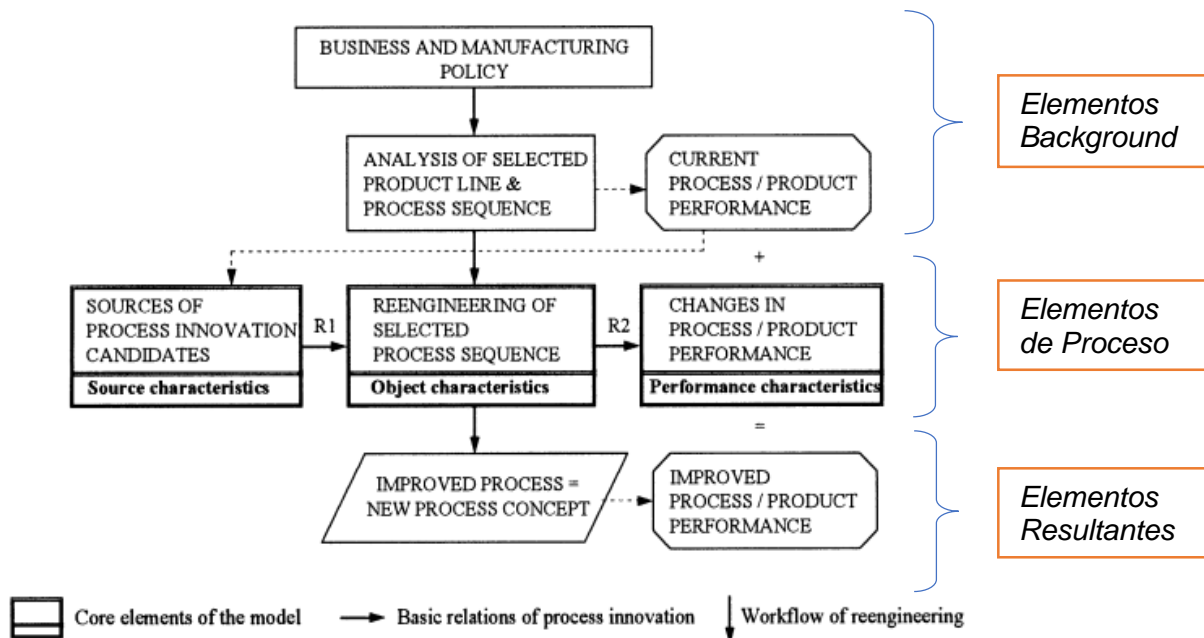 BUSINESS AND MANUFACTURING
POLICY
Elementos
Background
ANALYSIS OF SELECTED
PRODUCT LINE &
PROCESS SEQUENCE
CURRENT
PROCESS / PRODUCT
PERFORMANCE
+
SOURCES OF
PROCESS INNOVATION
CANDIDATES
Source characteristics
R1
REENGINEERING OF
SELECTED
PROCESS SEQUENCE
Object characteristics
R2
CHANGES IN
PROCESS / PRODUCT
PERFORMANCE
Performance characteristics
Elementos
de Proceso
=
IMPROVED PROCESS =
NEW PROCESS CONCEPT
IMPROVED
PROCESS / PRODUCT
PERFORMANCE
Elementos
Resultantes
Core elements of the model
Basic relations of process innovation
Workflow of reengineering